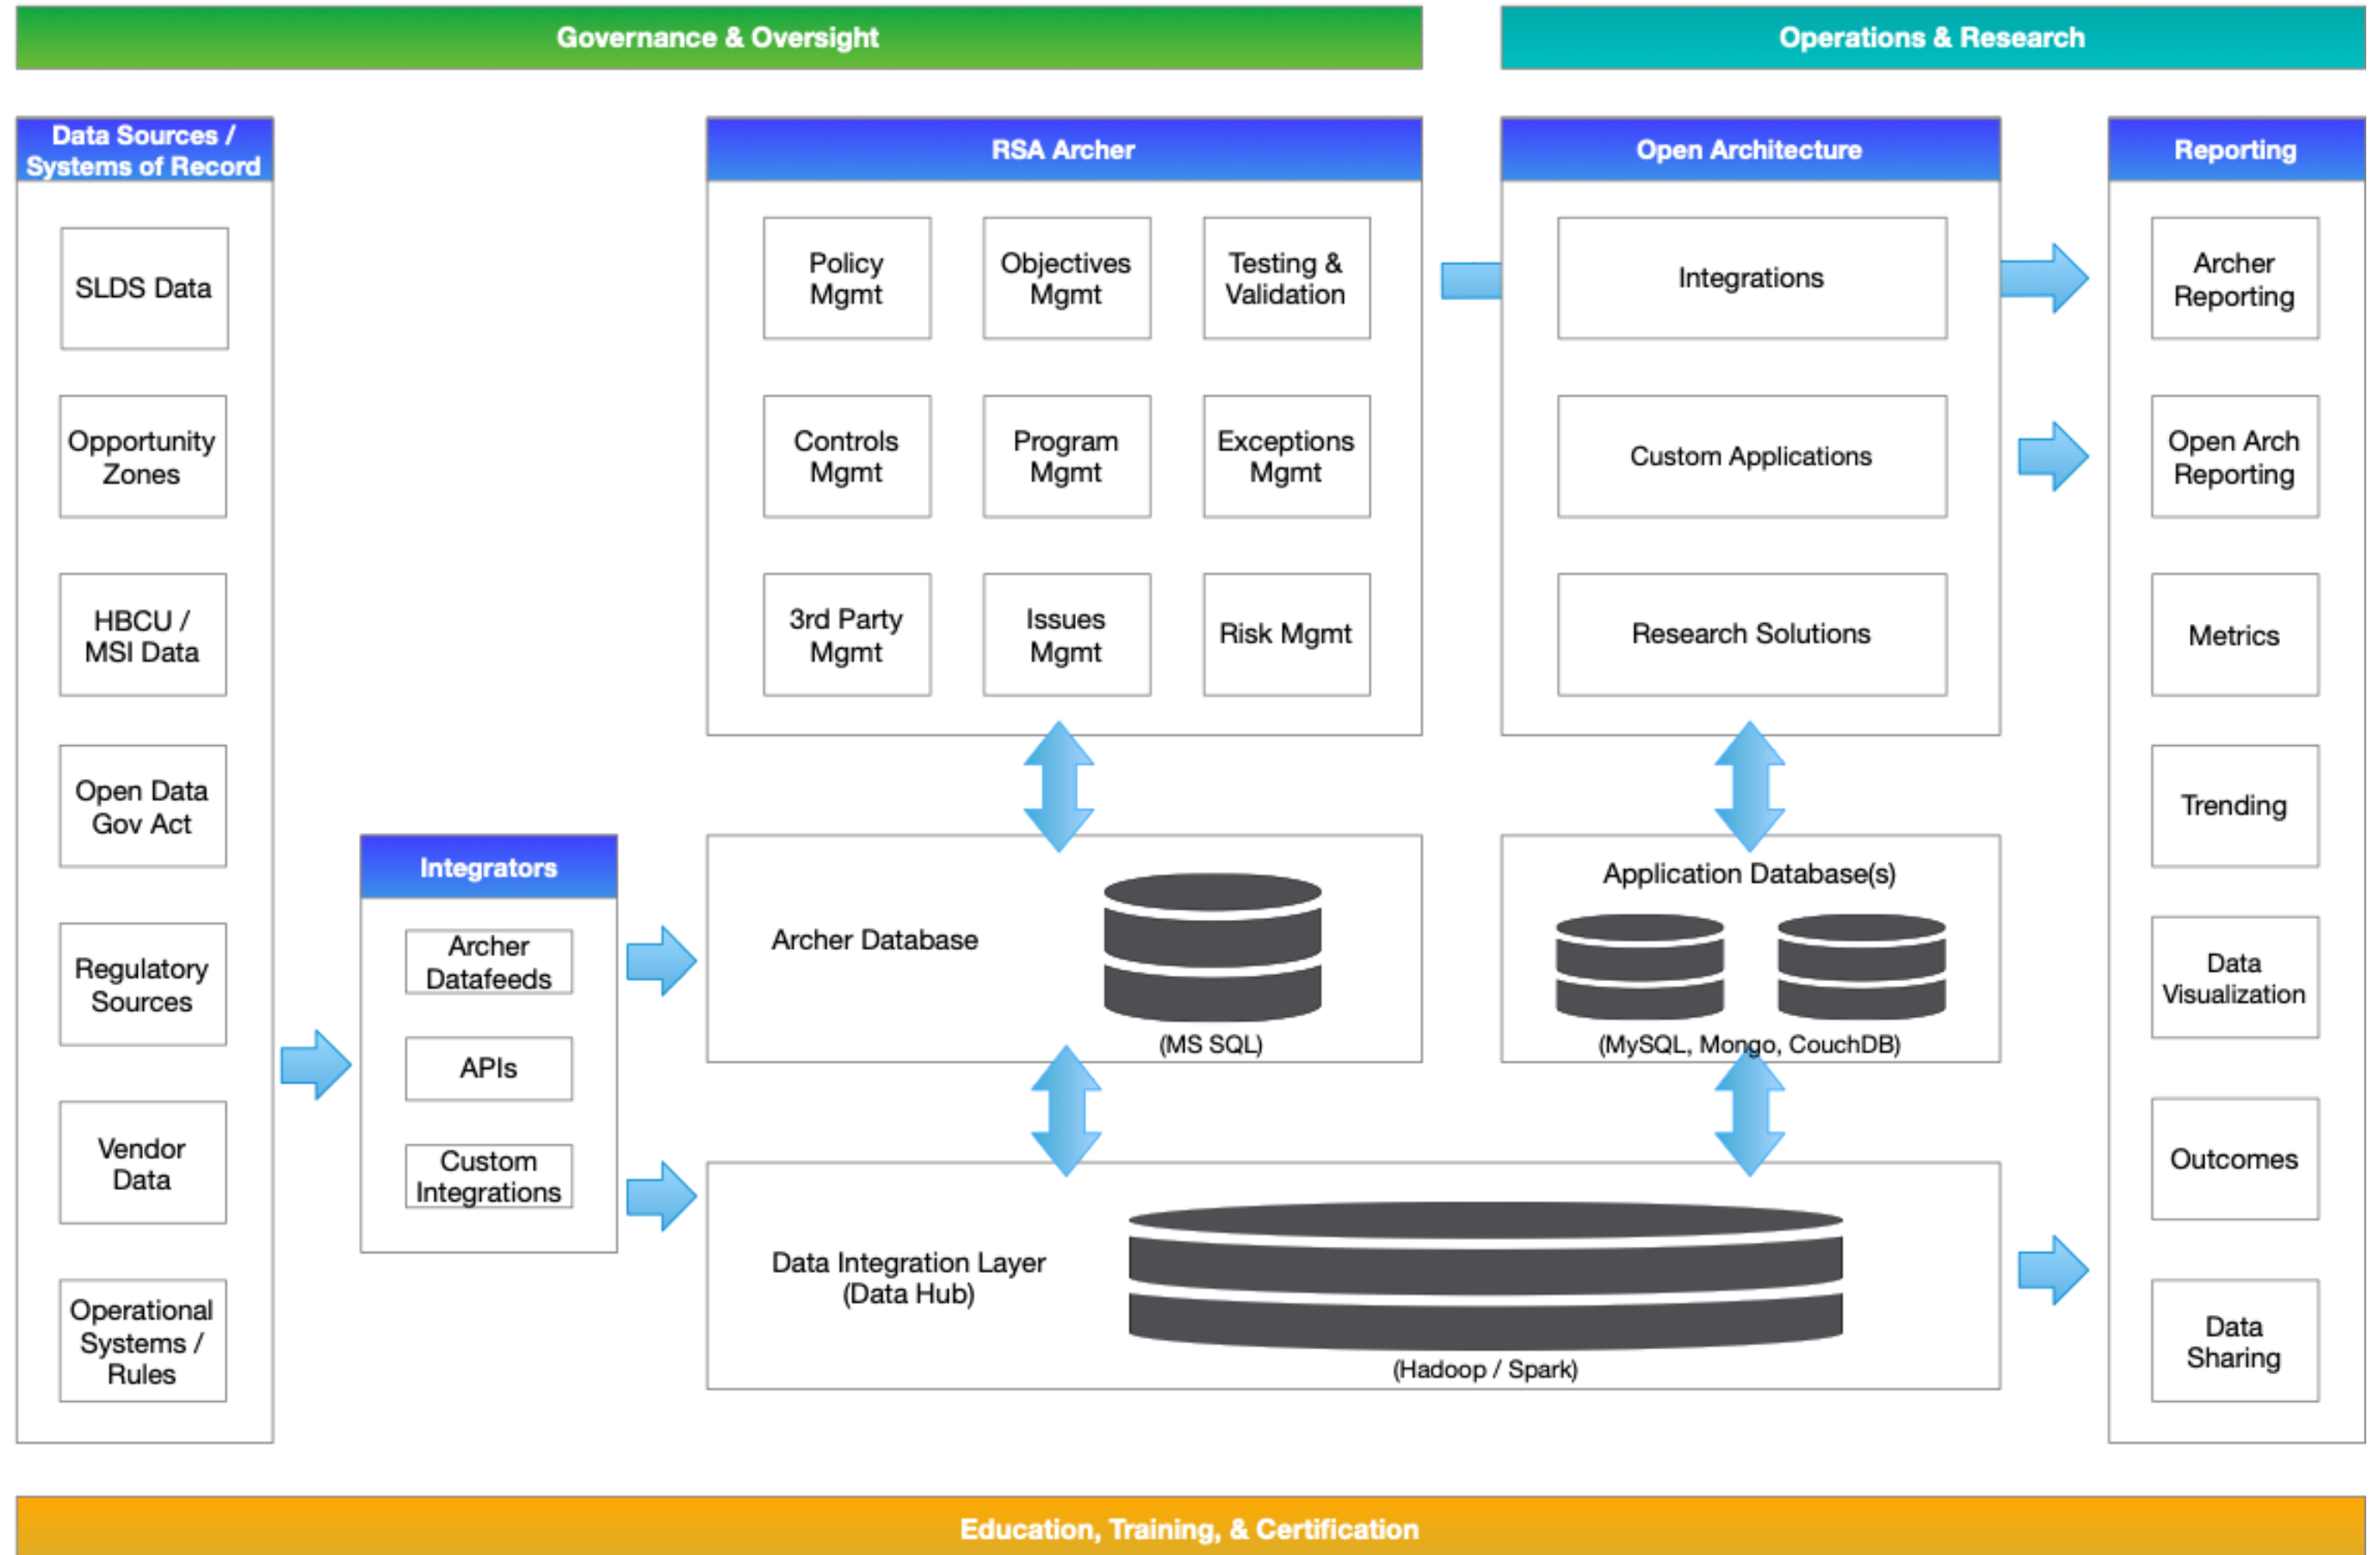 Governance & Oversight
Operations & Research
Data Sources /
Systems of Record
SLDS Data
Opportunity
Zones
HBCU /
MSI Data
Open Data
Gov Act
Regulatory
Sources
Vendor
Data
Operational
Systems /
Rules
Integrators
Archer
Datafeeds
APIs
Custom
Integrations
RSA Archer
Policy
Mgmt
Objectives
Mgmt
Testing &
Validation
Controls
Mgmt
Program
Mgmt
Exceptions
Mgmt
3rd Party
Mgmt
Issues
Mgmt
Risk Mgmt
Archer Database
(MS SQL)
Data Integration Layer
(Data Hub)
(Hadoop / Spark)
Open Architecture
Integrations
Custom Applications
Research Solutions
Application Database(s)
(MySQL, Mongo, CouchDB)
Reporting
Archer
Reporting
Open Arch
Reporting
Metrics
Trending
Data
Visualization
Outcomes
Data
Sharing
Education, Training, & Certification